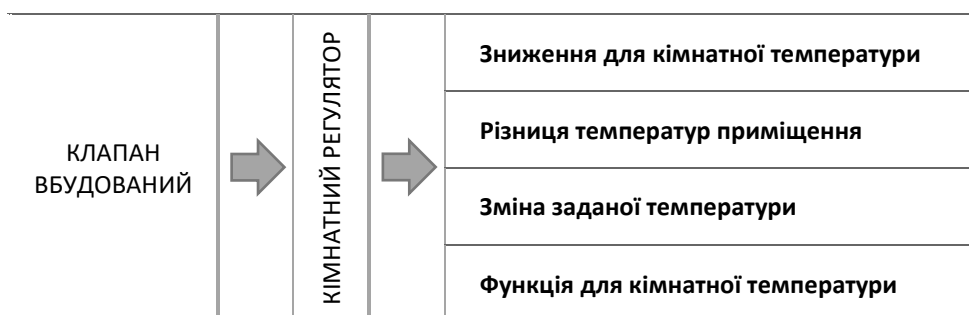 КЛАПАН
ВБУДОВАНИЙ
КІМНАТНИЙ РЕГУЛЯТОР
Зниження для кімнатної температури
Різниця температур приміщення
Зміна заданої температури
Функція для кімнатної температури